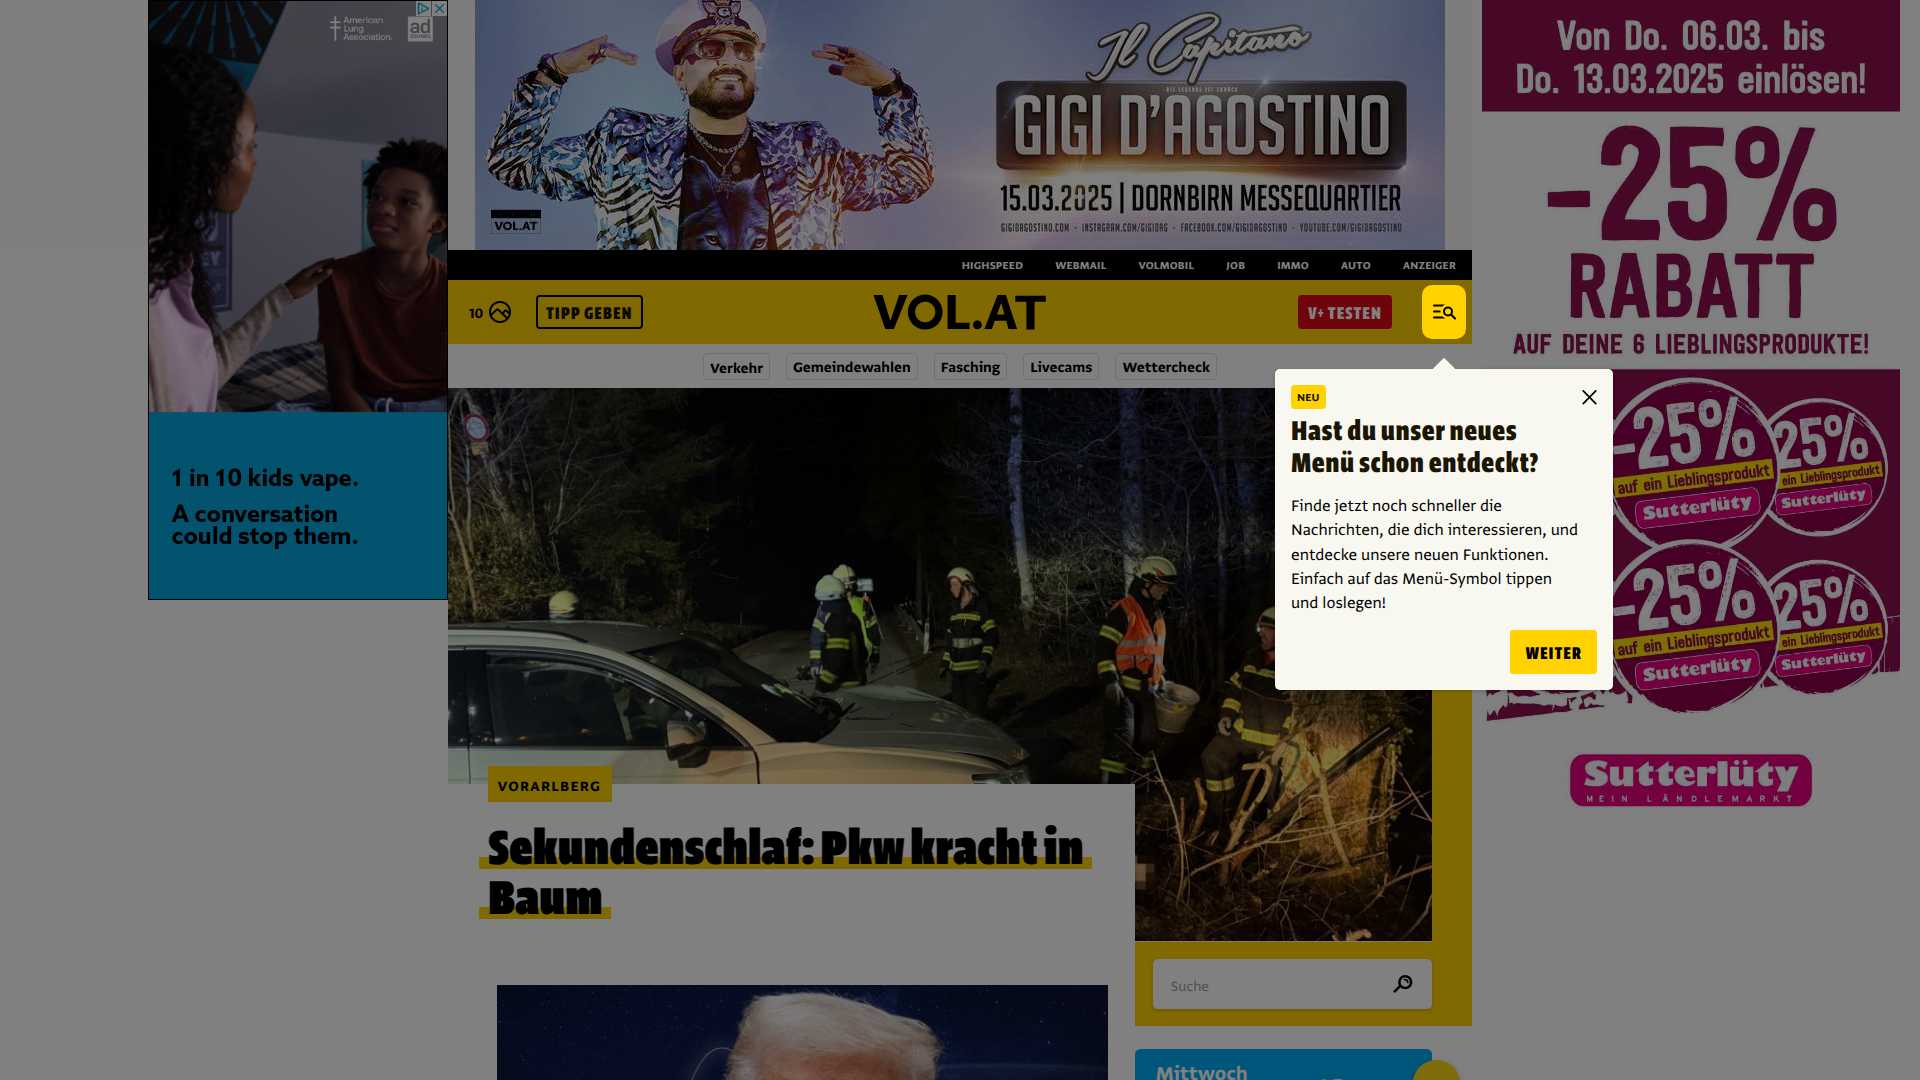 American
Lung
Association.
ad
1 in 10 kids vape.
A conversation
could stop them.
Il Capitano
DIE LEGENDE IST ZURÜCK
GIGI D'AGOSTINO
15.03.2025 | DORNBIRN MESSEQUARTIER
GIGIDAGOSTINO.COM · INSTAGRAM.COM/GIGIDAG · FACEBOOK.COM/GIGIDAGOSTINO · YOUTUBE.COM/GIGIDAGOSTINO
VOL.AT
Von Do. 06.03. bis
Do. 13.03.2025 einlösen!
-25%
RABATT
AUF DEINE 6 LIEBLINGSPRODUKTE!
HIGHSPEED WEBMAIL VOLMOBIL JOB IMMO AUTO ANZEIGER
10 TIPP GEBEN VOL.AT V+ TESTEN
Verkehr Gemeindewahlen Fasching Livecams Wettercheck
NEU
Hast du unser neues
Menü schon entdeckt?
Finde jetzt noch schneller die
Nachrichten, die dich interessieren, und
entdecke unsere neuen Funktionen.
Einfach auf das Menü-Symbol tippen
und loslegen!
WEITER
-25%
auf ein Lieblingsprodukt
Sutterlüty
25%
ein Lieblingsprodukt
Sutterlüty
-25%
auf ein Lieblingsprodukt
Sutterlüty
25%
ein Lieblingsprodukt
Sutterlüty
Sutterlüty
MEIN LÄNDLEMARKT
VORARLBERG
Sekundenschlaf: Pkw kracht in
Baum
Suche
Mittwoch